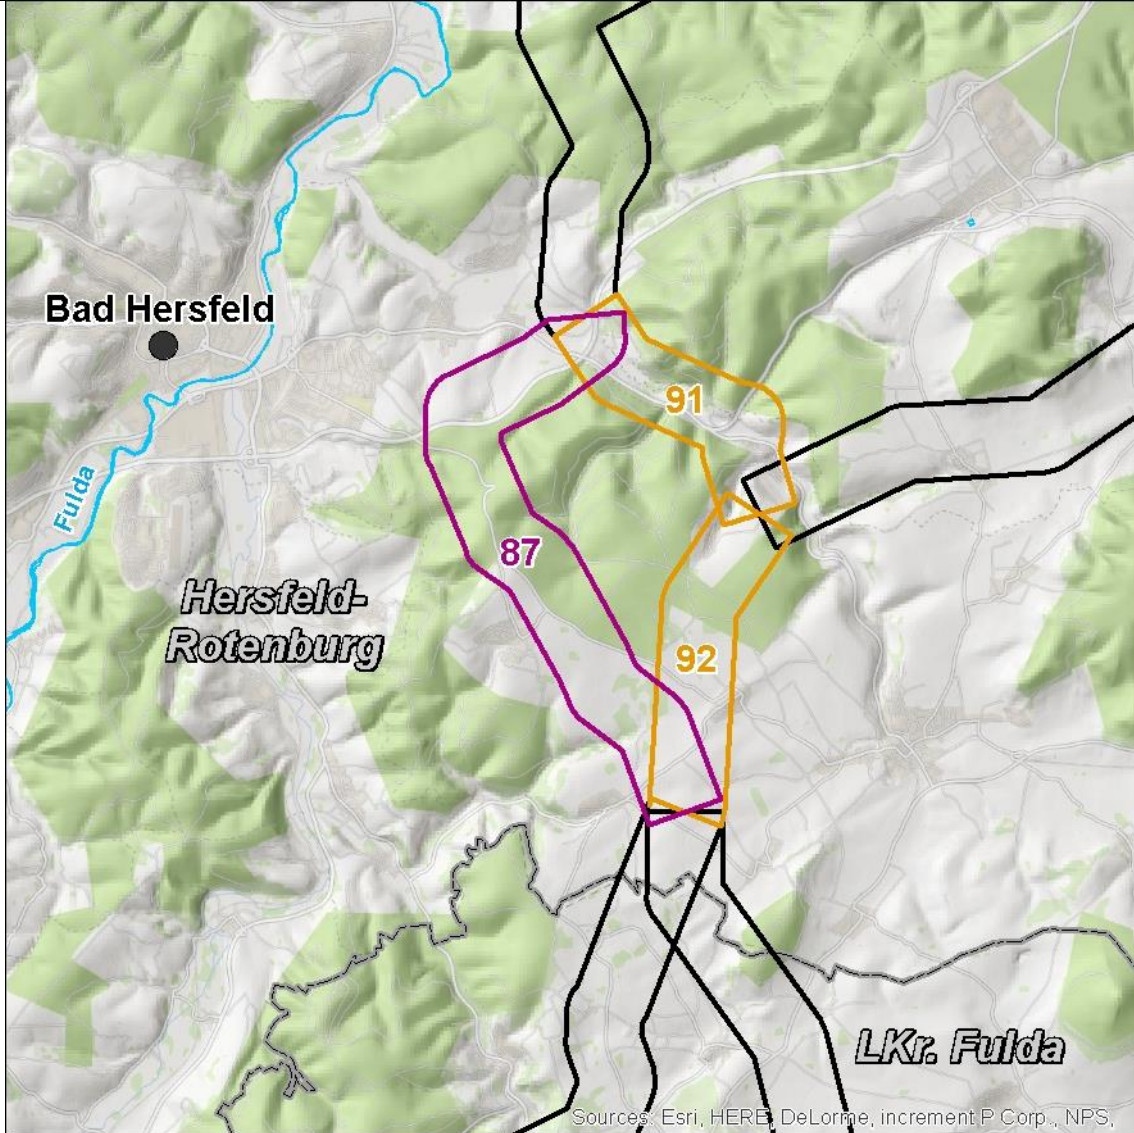 Bad Hersfeld
91
Fulda
87
Hersfeld-
Rotenburg
92
LKr. Fulda
Sources: Esri, HERE, DeLorme, increment P Corp., NPS,